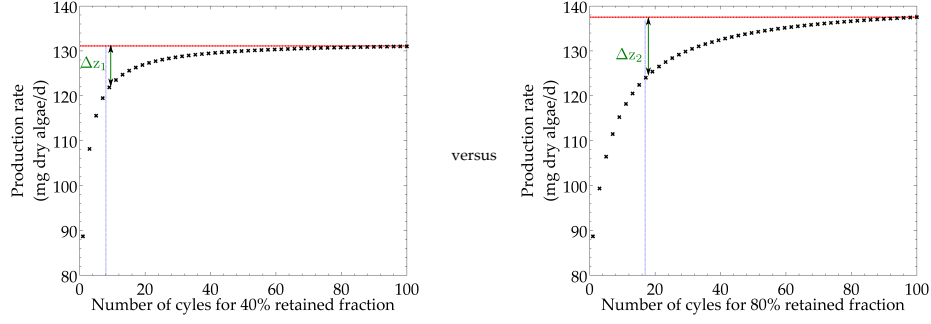 140
130
120
110
100
90
80
0
20
40
60
80
100
Production rate
(mg dry algae/d)
Number of cyles for 40% retained fraction
Δz1
versus
140
130
120
110
100
90
80
0
20
40
60
80
100
Production rate
(mg dry algae/d)
Number of cyles for 80% retained fraction
Δz2